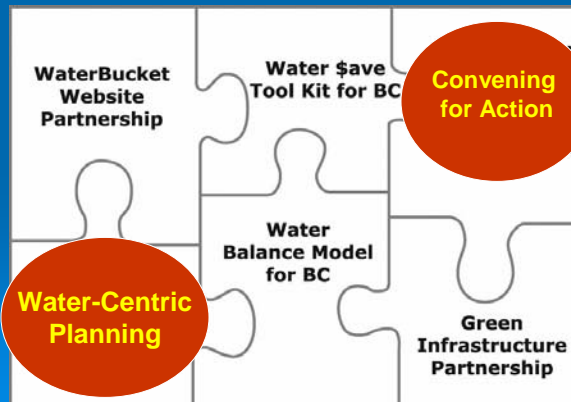 WaterBucket
Website
Partnership
Water $ave
Tool Kit for BC
Convening
for Action
Water-Centric
Planning
Water
Balance Model
for BC
Green
Infrastructure
Partnership